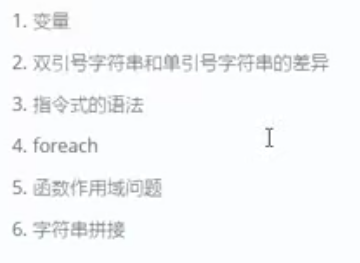 1. 变量
2. 双引号字符串和单引号字符串的差异
3. 指令式的语法
4. foreach
5. 函数作用域问题
6. 字符串拼接